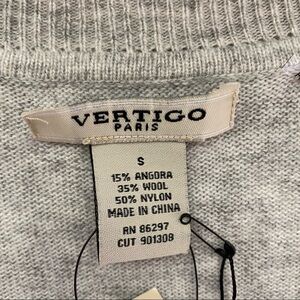 VERTIGO
PARIS
S
15% ANGORA
35% WOOL
50% NYLON
MADE IN CHINA
RN 86297
CUT 901308